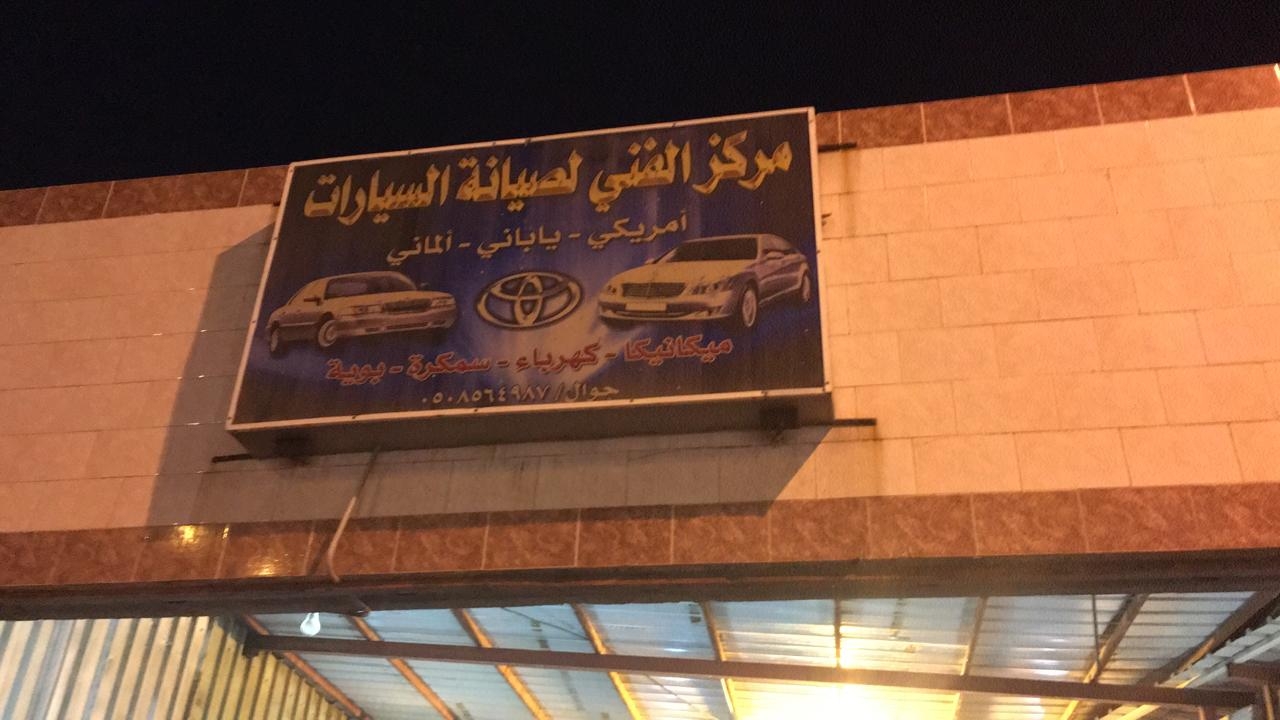 مركز الفني لصيانة السيارات
أمريكي - ياباني - ألماني
ميكانيكا - كهرباء - سمكرة - بوية
جوال/ ٠٥٠٨٥٦٤٩٨٧